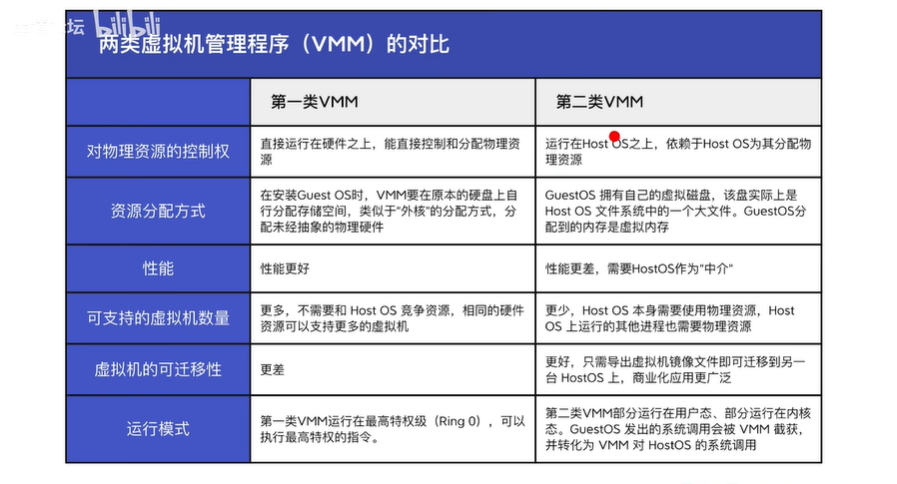 坛 bilibili
两类虚拟机管理程序（VMM）的对比
第一类VMM
第二类VMM
对物理资源的控制权
直接运行在硬件之上，能直接控制和分配物理资
源
运行在Host OS之上，依赖于Host OS为其分配物
理资源
资源分配方式
在安装Guest OS时，VMM要在原本的硬盘上自
行分配存储空间，类似于"外核"的分配方式，分
配未经抽象的物理硬件
GuestOS 拥有自己的虚拟磁盘，该盘实际上是
Host OS 文件系统中的一个大文件。GuestOS分
配到的内存是虚拟内存
性能
性能更好
性能更差，需要HostOS作为"中介"
可支持的虚拟机数量
更多，不需要和 Host OS 竞争资源，相同的硬件
资源可以支持更多的虚拟机
更少，Host OS 本身需要使用物理资源，Host
OS 上运行的其他进程也需要物理资源
虚拟机的可迁移性
更差
更好，只需导出虚拟机镜像文件即可迁移到另一
台 HostOS 上，商业化应用更广泛
运行模式
第一类VMM运行在最高特权级（Ring 0），可以
执行最高特权的指令。
第二类VMM部分运行在用户态、部分运行在内核
态。GuestOS 发出的系统调用会被 VMM 截获，
并转化为 VMM 对 HostOS 的系统调用